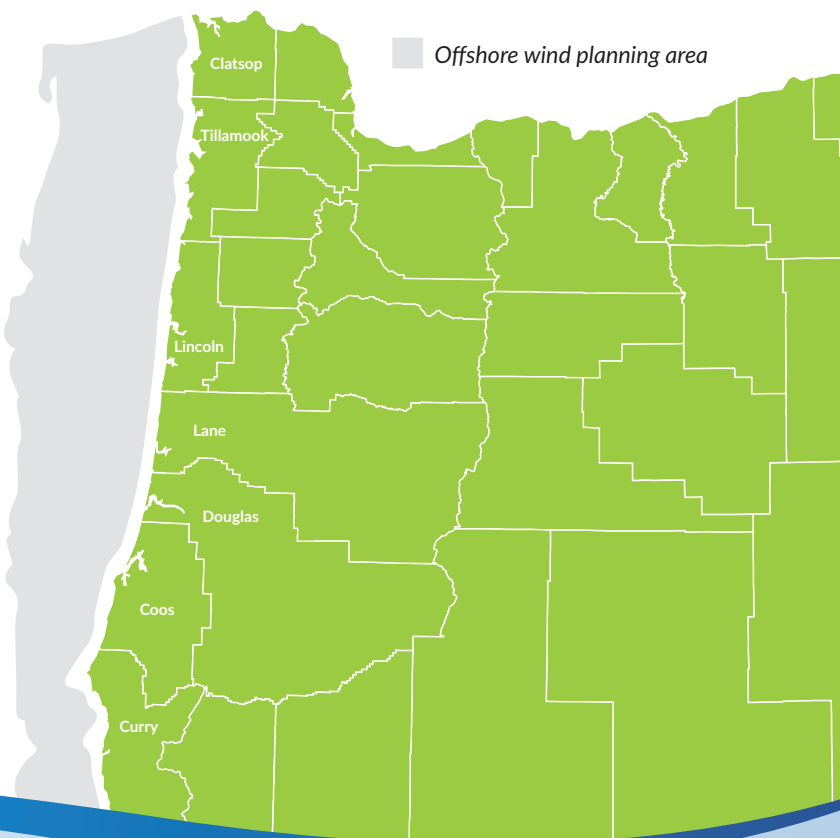 Offshore wind planning area
Clatsop
Tillamook
Lincoln
Lane
Douglas
Coos
Curry